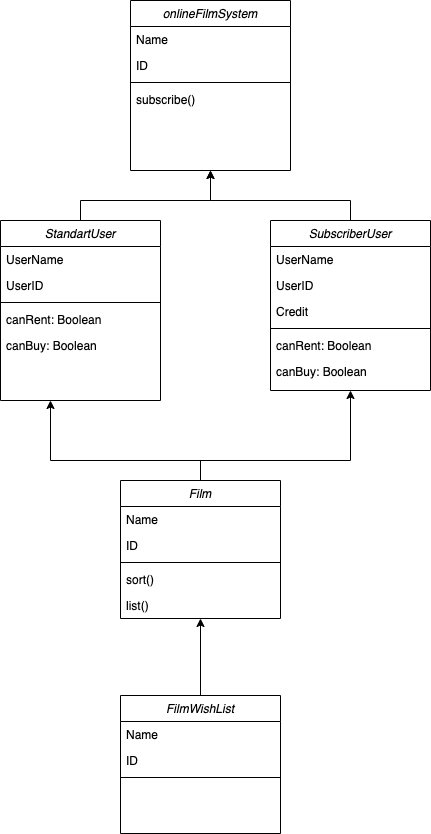 onlineFilmSystem
Name
ID
subscribe()
StandartUser
UserName
UserID
canRent: Boolean
canBuy: Boolean
SubscriberUser
UserName
UserID
Credit
canRent: Boolean
canBuy: Boolean
Film
Name
ID
sort()
list()
FilmWishList
Name
ID